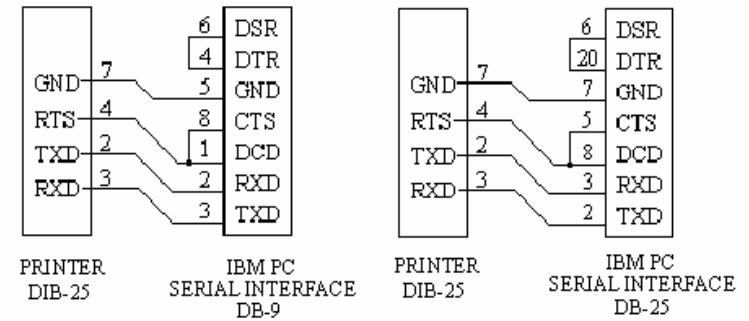 6 DSR
4 DTR
GND 7 5 GND
RTS 4 8 CTS
TXD 2 1 DCD
RXD 3 2 RXD
3 TXD
PRINTER
DIB-25
IBM PC
SERIAL INTERFACE
DB-9
6 DSR
20 DTR
GND 7 7 GND
RTS 4 5 CTS
TXD 2 8 DCD
RXD 3 3 RXD
2 TXD
PRINTER
DIB-25
IBM PC
SERIAL INTERFACE
DB-25